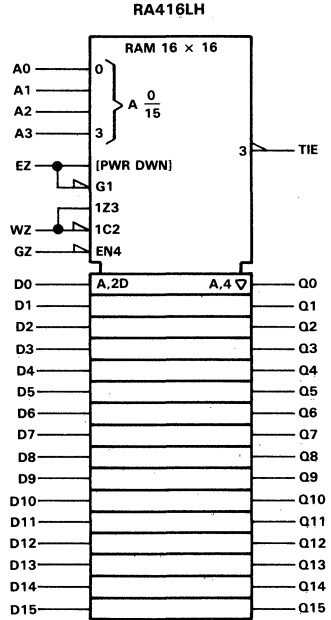 RA416LH
RAM 16 × 16
A0 0
A1
A 0/15
A2
A3 3
3 TIE
EZ [PWR DWN]
G1
1Z3
WZ 1C2
GZ EN4
D0 A,2D A,4 ▽ Q0
D1 Q1
D2 Q2
D3 Q3
D4 Q4
D5 Q5
D6 Q6
D7 Q7
D8 Q8
D9 Q9
D10 Q10
D11 Q11
D12 Q12
D13 Q13
D14 Q14
D15 Q15